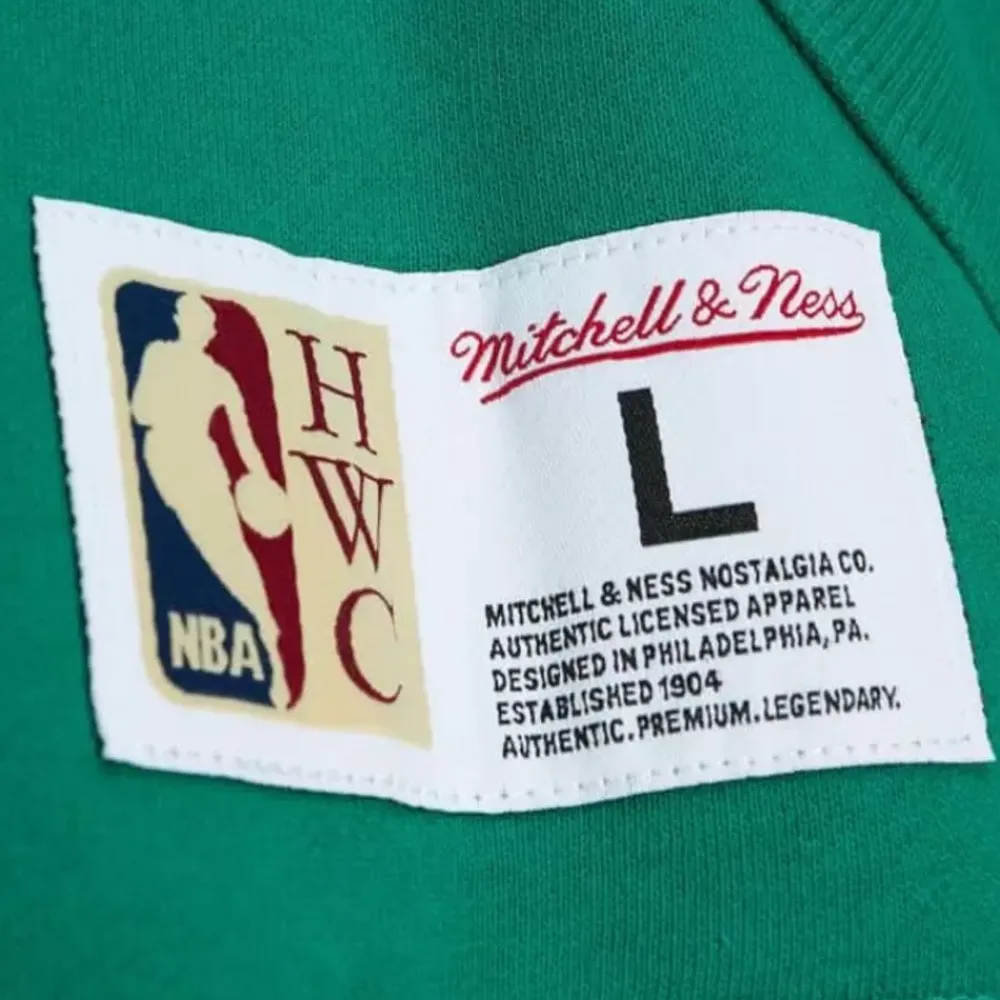 NBA
H
W
C
Mitchell & Ness
L
MITCHELL & NESS NOSTALGIA CO.
AUTHENTIC LICENSED APPAREL
DESIGNED IN PHILADELPHIA, PA.
ESTABLISHED 1904
AUTHENTIC. PREMIUM. LEGENDARY.